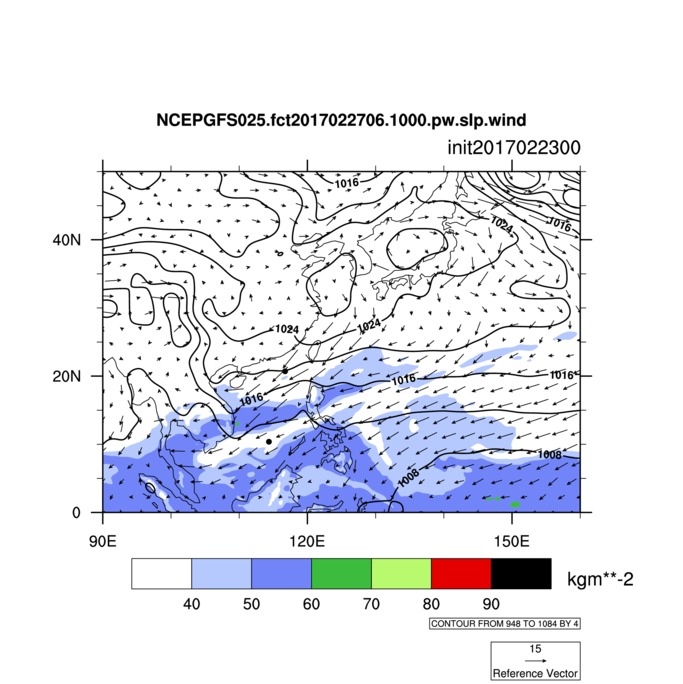 NCEPGFS025.fct2017022706.1000.pw.slp.wind
init2017022300
1016
1024
1016
40N
1024
1024
20N
1016
1016
1016
1008
1008
0
0
90E 120E 150E
40 50 60 70 80 90
kgm**-2
CONTOUR FROM 948 TO 1084 BY 4
15
Reference Vector